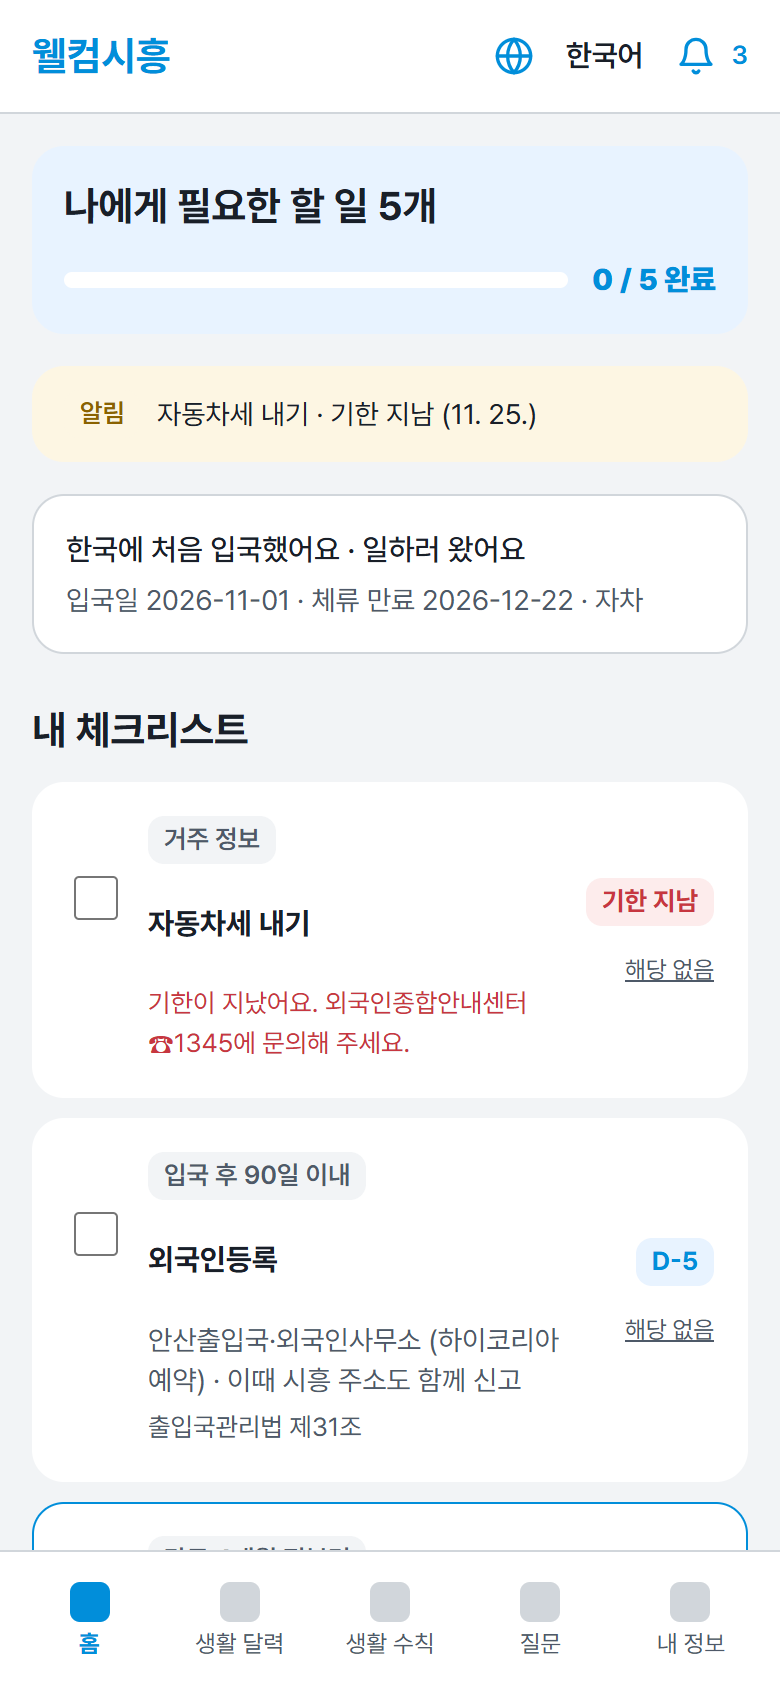 웰컴시흥
한국어 3
나에게 필요한 할 일 5개
0 / 5 완료
알림 자동차세 내기 · 기한 지남 (11. 25.)
한국에 처음 입국했어요 · 일하러 왔어요
입국일 2026-11-01 · 체류 만료 2026-12-22 · 자차
내 체크리스트
거주 정보
자동차세 내기
기한 지남
해당 없음
기한이 지났어요. 외국인종합안내센터
☎1345에 문의해 주세요.
입국 후 90일 이내
외국인등록
D-5
해당 없음
안산출입국·외국인사무소 (하이코리아
예약) · 이때 시흥 주소도 함께 신고
출입국관리법 제31조
홈 생활 달력 생활 수칙 질문 내 정보